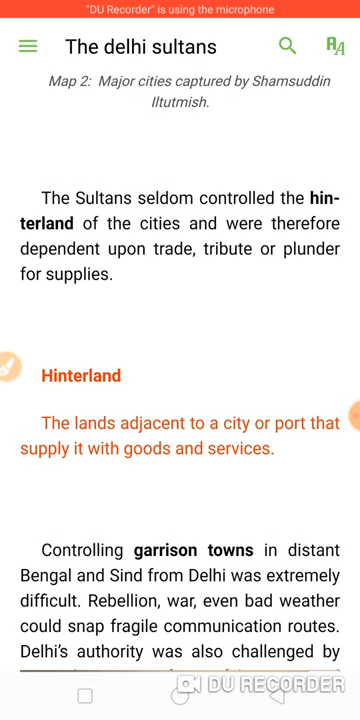 "DU Recorder" is using the microphone
The delhi sultans
Map 2: Major cities captured by Shamsuddin
Iltutmish.
The Sultans seldom controlled the hin-
terland of the cities and were therefore
dependent upon trade, tribute or plunder
for supplies.
Hinterland
The lands adjacent to a city or port that
supply it with goods and services.
Controlling garrison towns in distant
Bengal and Sind from Delhi was extremely
difficult. Rebellion, war, even bad weather
could snap fragile communication routes.
Delhi's authority was also challenged by
DU RECORDER